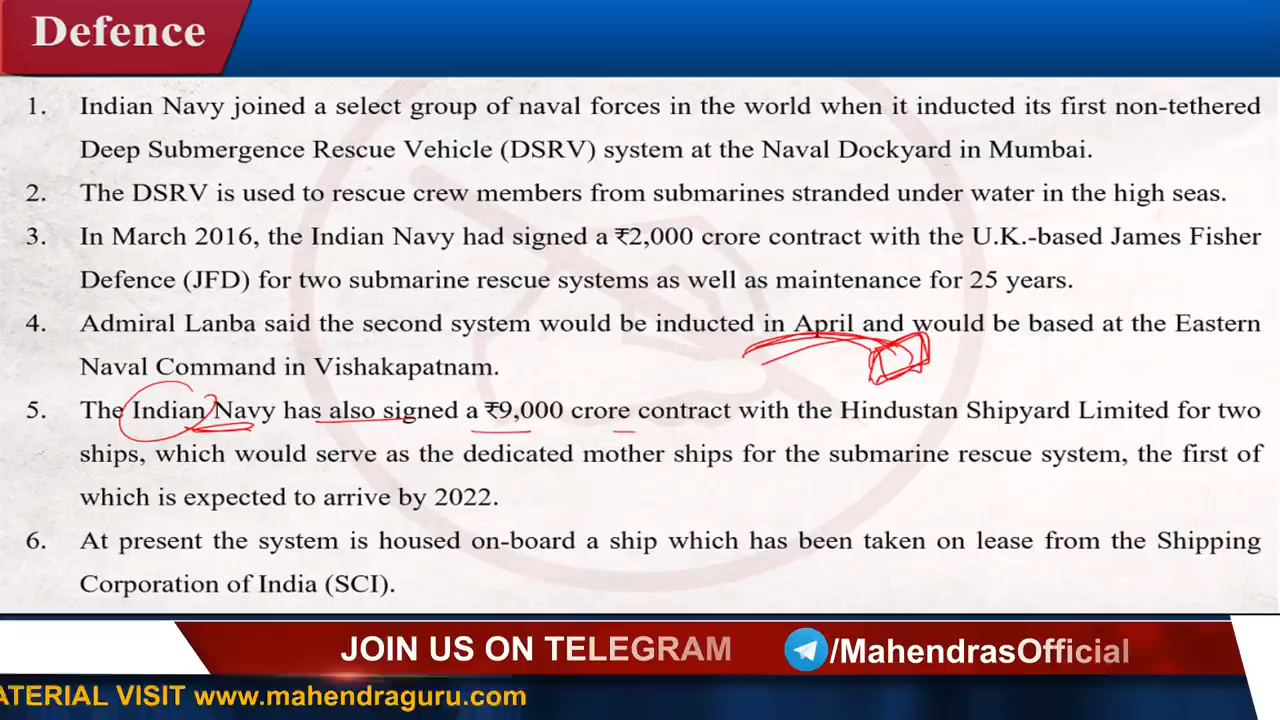 Defence
1. Indian Navy joined a select group of naval forces in the world when it inducted its first non-tethered
Deep Submergence Rescue Vehicle (DSRV) system at the Naval Dockyard in Mumbai.
2. The DSRV is used to rescue crew members from submarines stranded under water in the high seas.
3. In March 2016, the Indian Navy had signed a ₹2,000 crore contract with the U.K.-based James Fisher
Defence (JFD) for two submarine rescue systems as well as maintenance for 25 years.
4. Admiral Lanba said the second system would be inducted in April and would be based at the Eastern
Naval Command in Vishakapatnam.
5. The Indian Navy has also signed a ₹9,000 crore contract with the Hindustan Shipyard Limited for two
ships, which would serve as the dedicated mother ships for the submarine rescue system, the first of
which is expected to arrive by 2022.
6. At present the system is housed on-board a ship which has been taken on lease from the Shipping
Corporation of India (SCI).
JOIN US ON TELEGRAM /MahendrasOfficial
ATERIAL VISIT www.mahendraguru.com